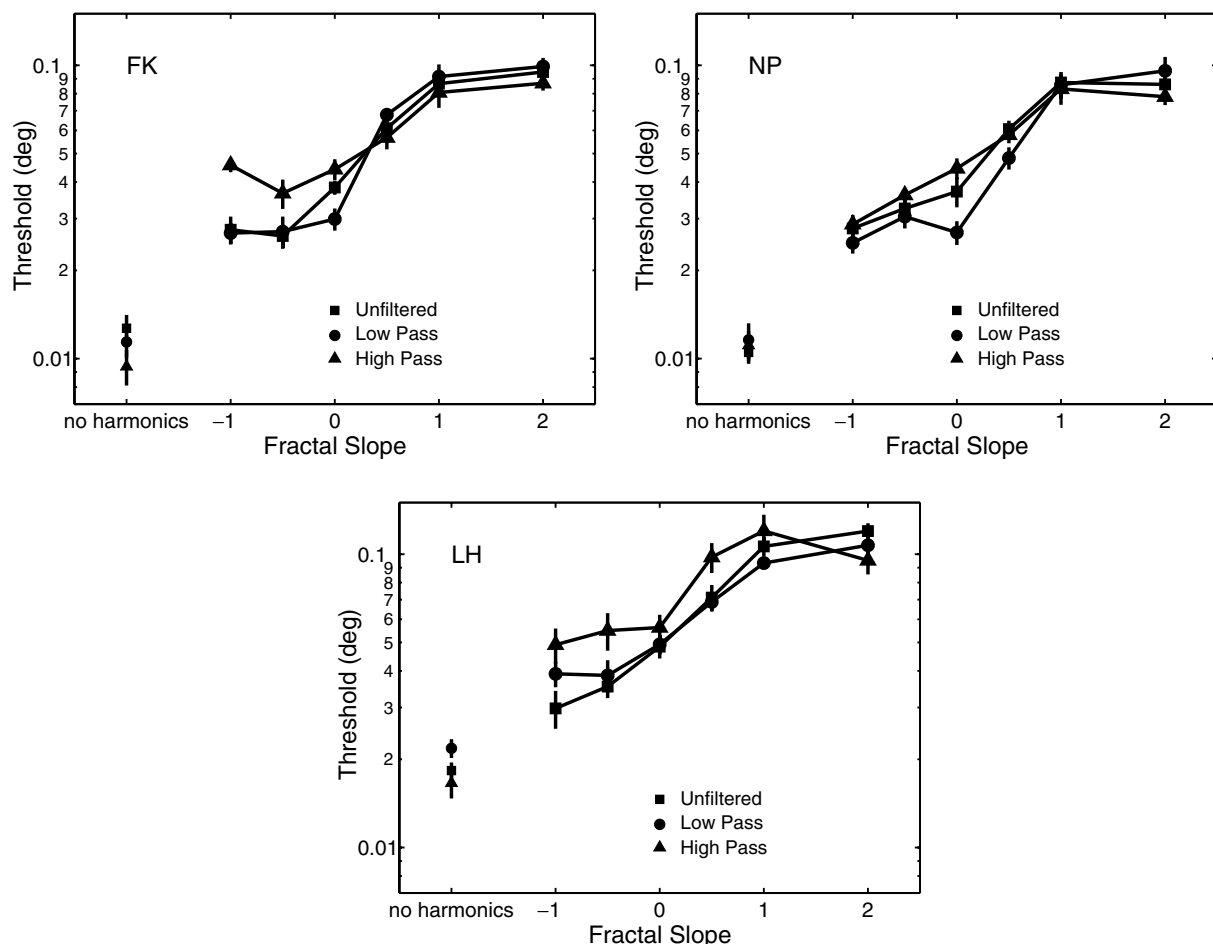 FK
Threshold (deg)
0.1
9
8
7
6
5
4
3
2
0.01
Unfiltered
Low Pass
High Pass
no harmonics −1 0 1 2
Fractal Slope
NP
Threshold (deg)
0.1
9
8
7
6
5
4
3
2
0.01
Unfiltered
Low Pass
High Pass
no harmonics −1 0 1 2
Fractal Slope
LH
Threshold (deg)
0.1
9
8
7
6
5
4
3
2
0.01
Unfiltered
Low Pass
High Pass
no harmonics −1 0 1 2
Fractal Slope